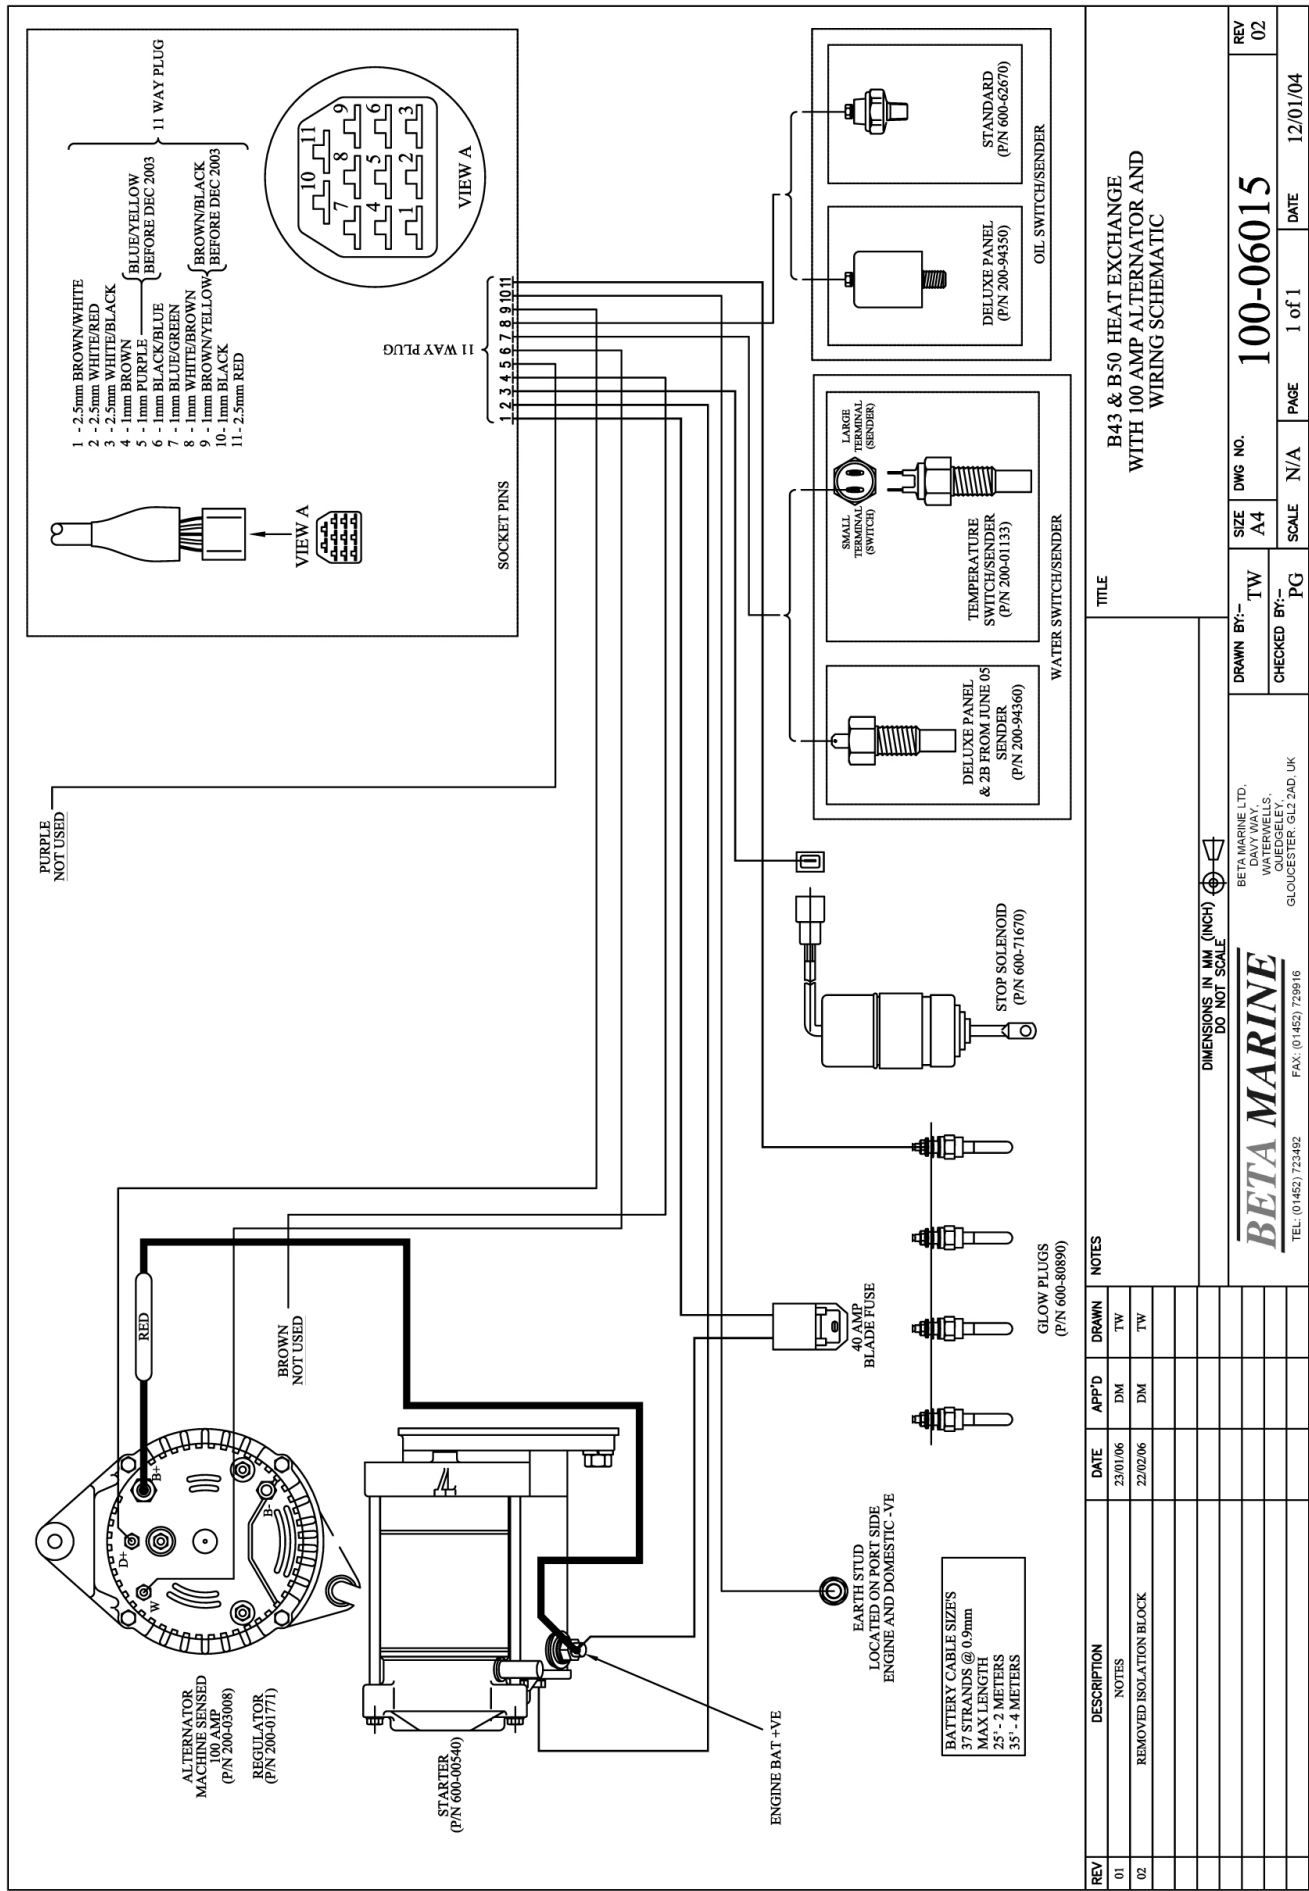 1 - 2.5mm BROWN/WHITE
2 - 2.5mm WHITE/RED
3 - 2.5mm WHITE/BLACK
4 - 1mm BROWN
5 - 1mm PURPLE
6 - 1mm BLACK/BLUE
7 - 1mm BLUE/GREEN
8 - 1mm WHITE/BROWN
9 - 1mm BROWN/YELLOW
10- 1mm BLACK
11- 2.5mm RED
BLUE/YELLOW
BEFORE DEC 2003
BROWN/BLACK
BEFORE DEC 2003
11 WAY PLUG
VIEW A
10 11
7 8 9
4 5 6
1 2 3
VIEW A
SOCKET PINS
1 2 3 4 5 6 7 8 9 10 11
11 WAY PLUG
PURPLE
NOT USED
BROWN
NOT USED
RED
B+
D+
W
B-
ALTERNATOR
MACHINE SENSED
100 AMP
(P/N 200-03008)
REGULATOR
(P/N 200-01771)
STARTER
(P/N 600-00540)
ENGINE BAT +VE
40 AMP
BLADE FUSE
EARTH STUD
LOCATED ON PORT SIDE
ENGINE AND DOMESTIC -VE
BATTERY CABLE SIZE'S
37 STRANDS @ 0.9mm
MAX LENGTH
25² - 2 METERS
35² - 4 METERS
GLOW PLUGS
(P/N 600-80890)
STOP SOLENOID
(P/N 600-71670)
DELUXE PANEL
& 2B FROM JUNE 05
SENDER
(P/N 200-94360)
SMALL
TERMINAL
(SWITCH)
LARGE
TERMINAL
(SENDER)
TEMPERATURE
SWITCH/SENDER
(P/N 200-01133)
WATER SWITCH/SENDER
DELUXE PANEL
(P/N 200-94350)
STANDARD
(P/N 600-62670)
OIL SWITCH/SENDER
REV DESCRIPTION DATE APP'D DRAWN
01 NOTES 23/01/06 DM TW
02 REMOVED ISOLATION BLOCK 22/02/06 DM TW
NOTES
DIMENSIONS IN MM (INCH)
DO NOT SCALE
BETA MARINE
TEL: (01452) 723492 FAX: (01452) 729916
BETA MARINE LTD,
DAVY WAY,
WATERWELLS,
QUEDGELEY,
GLOUCESTER. GL2 2AD, UK
TITLE
B43 & B50 HEAT EXCHANGE
WITH 100 AMP ALTERNATOR AND
WIRING SCHEMATIC
DRAWN BY:- TW
CHECKED BY:- PG
SIZE A4
DWG NO. 100-06015
REV 02
SCALE N/A
PAGE 1 of 1
DATE 12/01/04